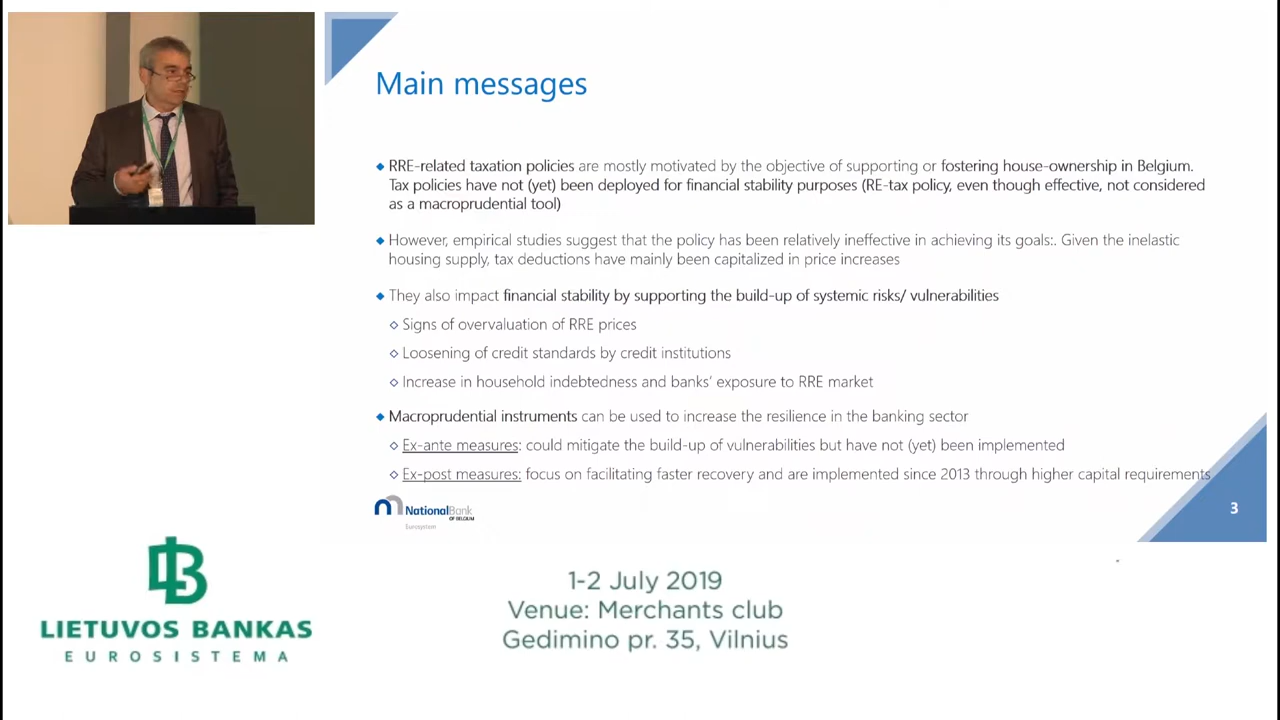 Main messages
RRE-related taxation policies are mostly motivated by the objective of supporting or fostering house-ownership in Belgium.
Tax policies have not (yet) been deployed for financial stability purposes (RE-tax policy, even though effective, not considered
as a macroprudential tool)
However, empirical studies suggest that the policy has been relatively ineffective in achieving its goals:. Given the inelastic
housing supply, tax deductions have mainly been capitalized in price increases
They also impact financial stability by supporting the build-up of systemic risks/ vulnerabilities
Signs of overvaluation of RRE prices
Loosening of credit standards by credit institutions
Increase in household indebtedness and banks' exposure to RRE market
Macroprudential instruments can be used to increase the resilience in the banking sector
Ex-ante measures: could mitigate the build-up of vulnerabilities but have not (yet) been implemented
Ex-post measures: focus on facilitating faster recovery and are implemented since 2013 through higher capital requirements
NationalBank
OF BELGIUM
Eurosystem
3
LIETUVOS BANKAS
EUROSISTEMA
1-2 July 2019
Venue: Merchants club
Gedimino pr. 35, Vilnius